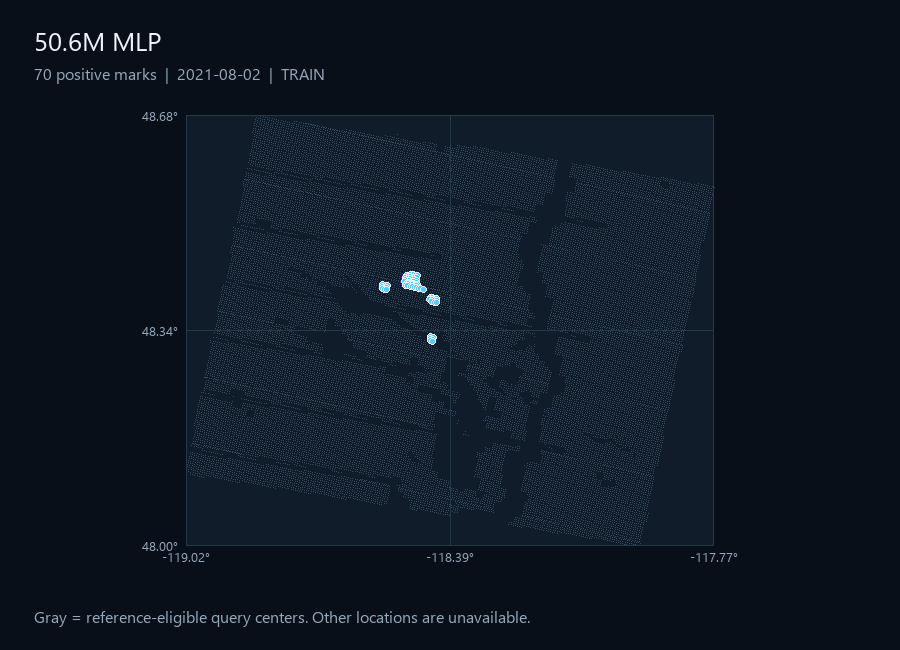 50.6M MLP
70 positive marks | 2021-08-02 | TRAIN
48.68°
48.34°
48.00°
-119.02°
-118.39°
-117.77°
Gray = reference-eligible query centers. Other locations are unavailable.